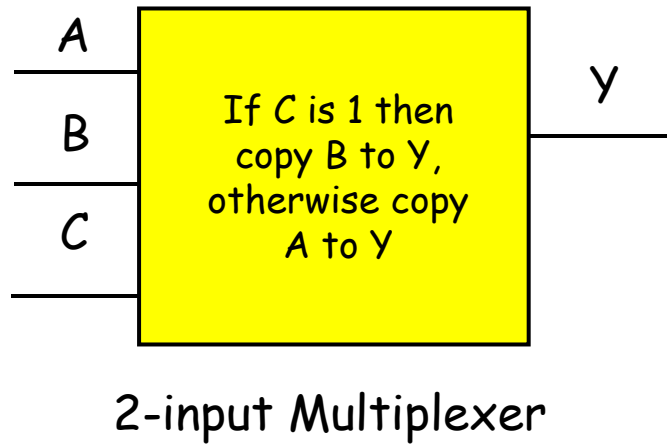 A
B
C
If C is 1 then
copy B to Y,
otherwise copy
A to Y
Y
2-input Multiplexer